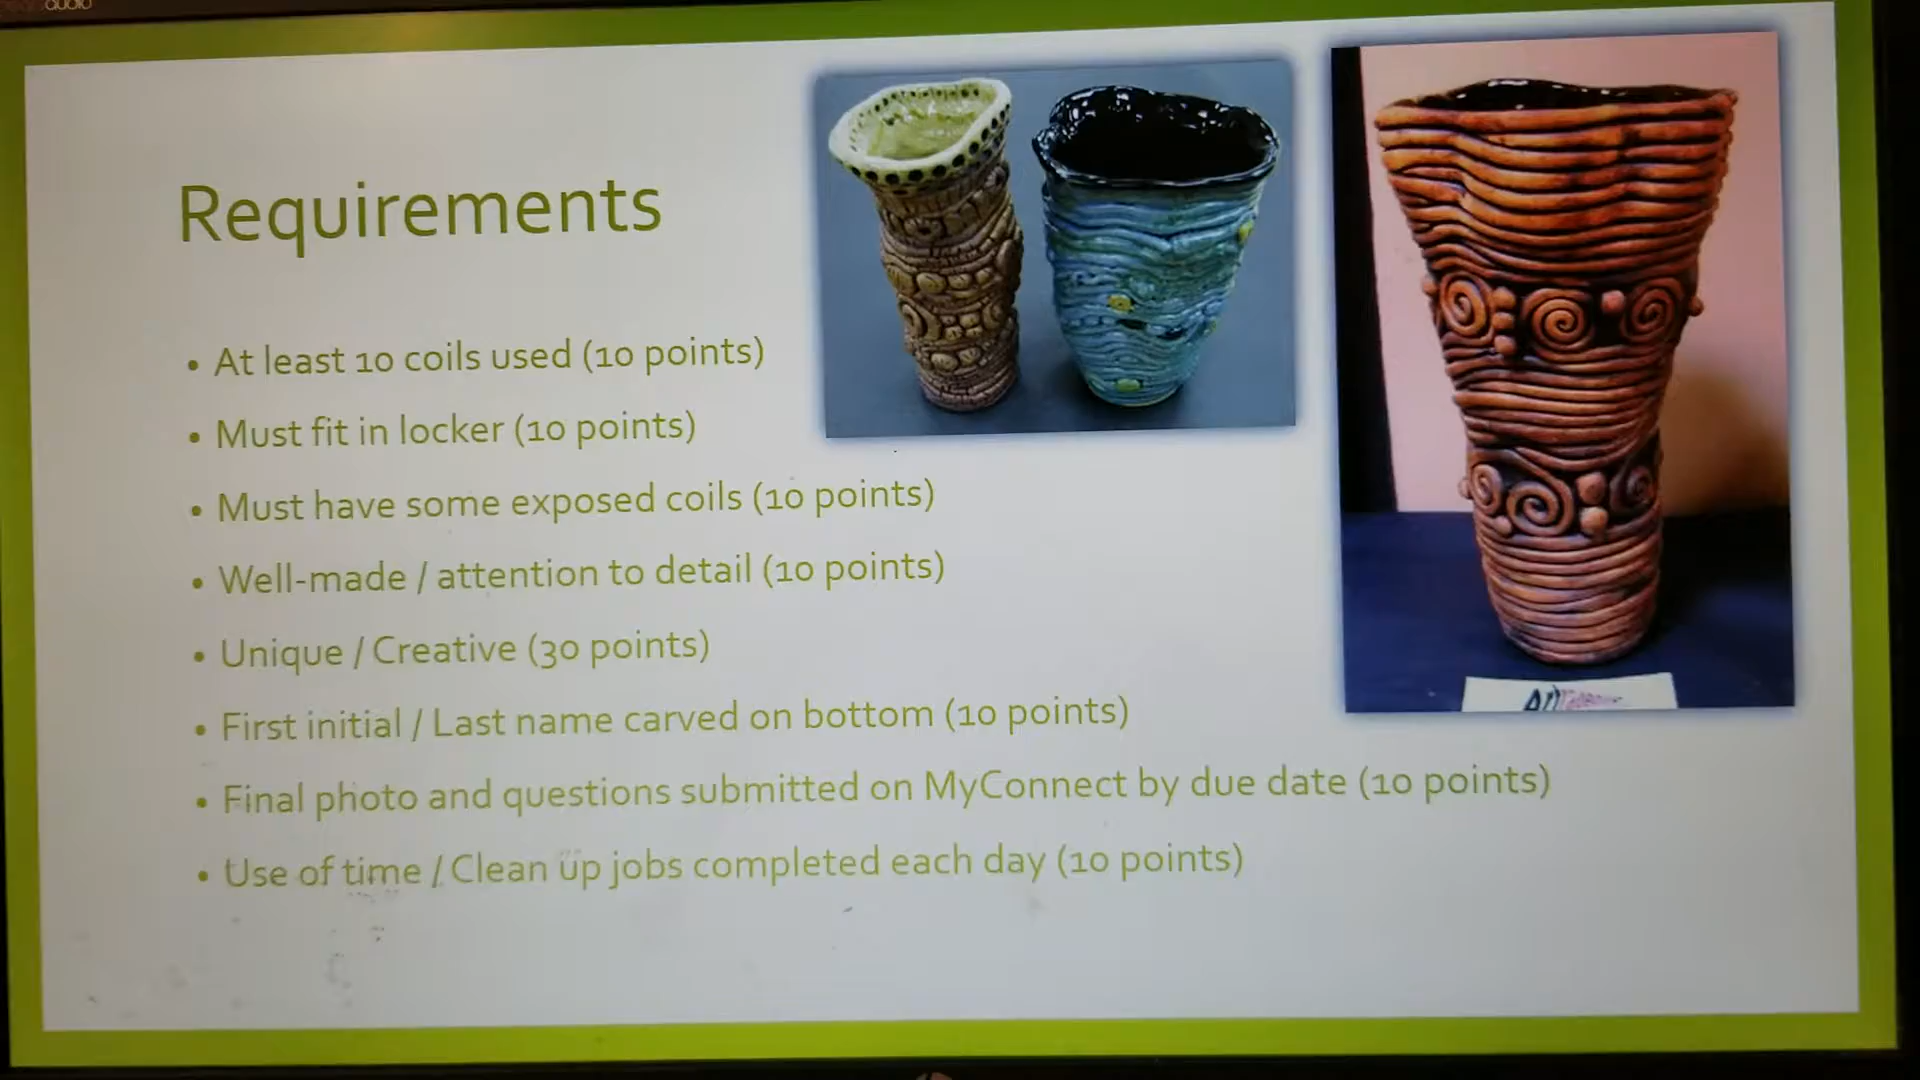 audio
Requirements
• At least 10 coils used (10 points)
• Must fit in locker (10 points)
• Must have some exposed coils (10 points)
• Well-made / attention to detail (10 points)
• Unique / Creative (30 points)
• First initial / Last name carved on bottom (10 points)
• Final photo and questions submitted on MyConnect by due date (10 points)
• Use of time / Clean up jobs completed each day (10 points)